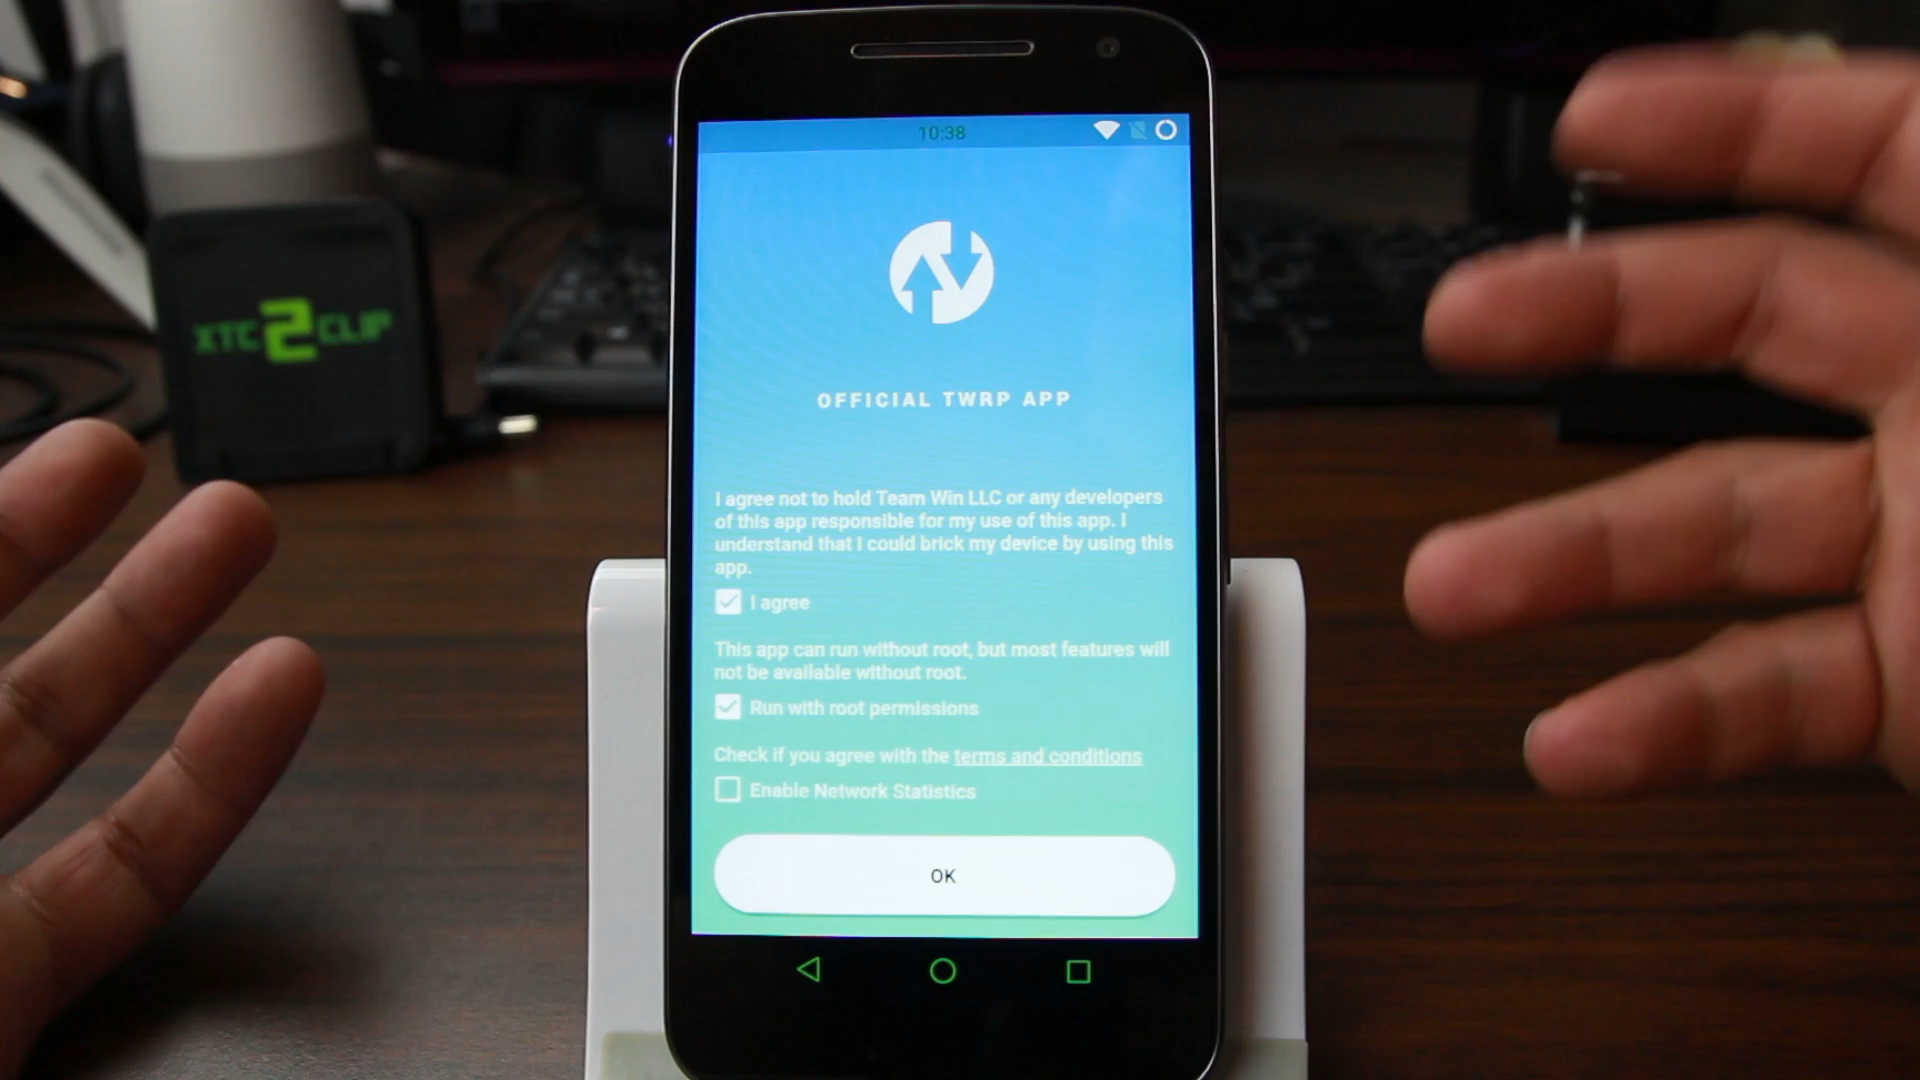 10:38
XTC 2 CLIP
OFFICIAL TWRP APP
I agree not to hold Team Win LLC or any developers
of this app responsible for my use of this app. I
understand that I could brick my device by using this
app.
I agree
This app can run without root, but most features will
not be available without root.
Run with root permissions
Check if you agree with the terms and conditions
Enable Network Statistics
OK